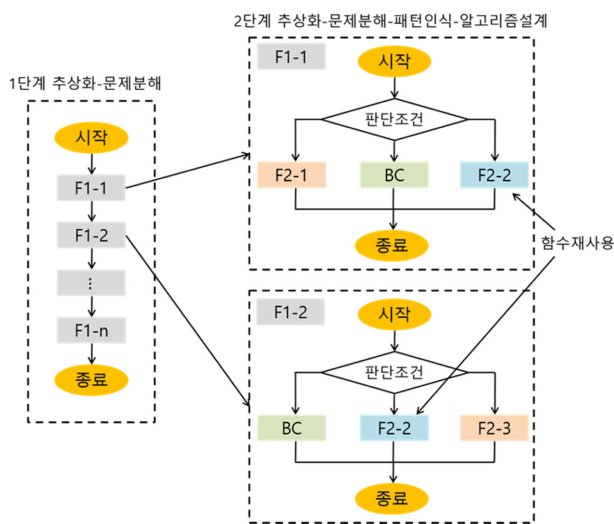 2단계 추상화-문제분해-패턴인식-알고리즘설계
1단계 추상화-문제분해
시작
F1-1
F1-2
⋮
F1-n
종료
F1-1
시작
판단조건
F2-1
BC
F2-2
종료
함수재사용
F1-2
시작
판단조건
BC
F2-2
F2-3
종료